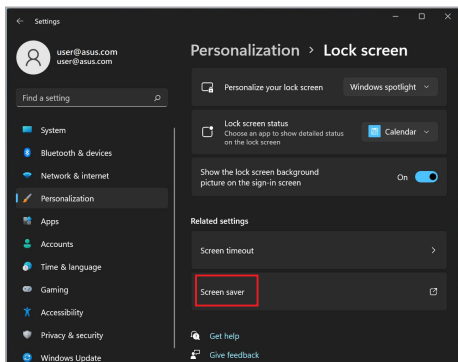 Settings
user@asus.com
user@asus.com
Find a setting
System
Bluetooth & devices
Network & internet
Personalization
Apps
Accounts
Time & language
Gaming
Accessibility
Privacy & security
Windows Update
Personalization > Lock screen
Personalize your lock screen
Windows spotlight
Lock screen status
Choose an app to show detailed status
on the lock screen
Calendar
Show the lock screen background
picture on the sign-in screen
On
Related settings
Screen timeout
Screen saver
Get help
Give feedback